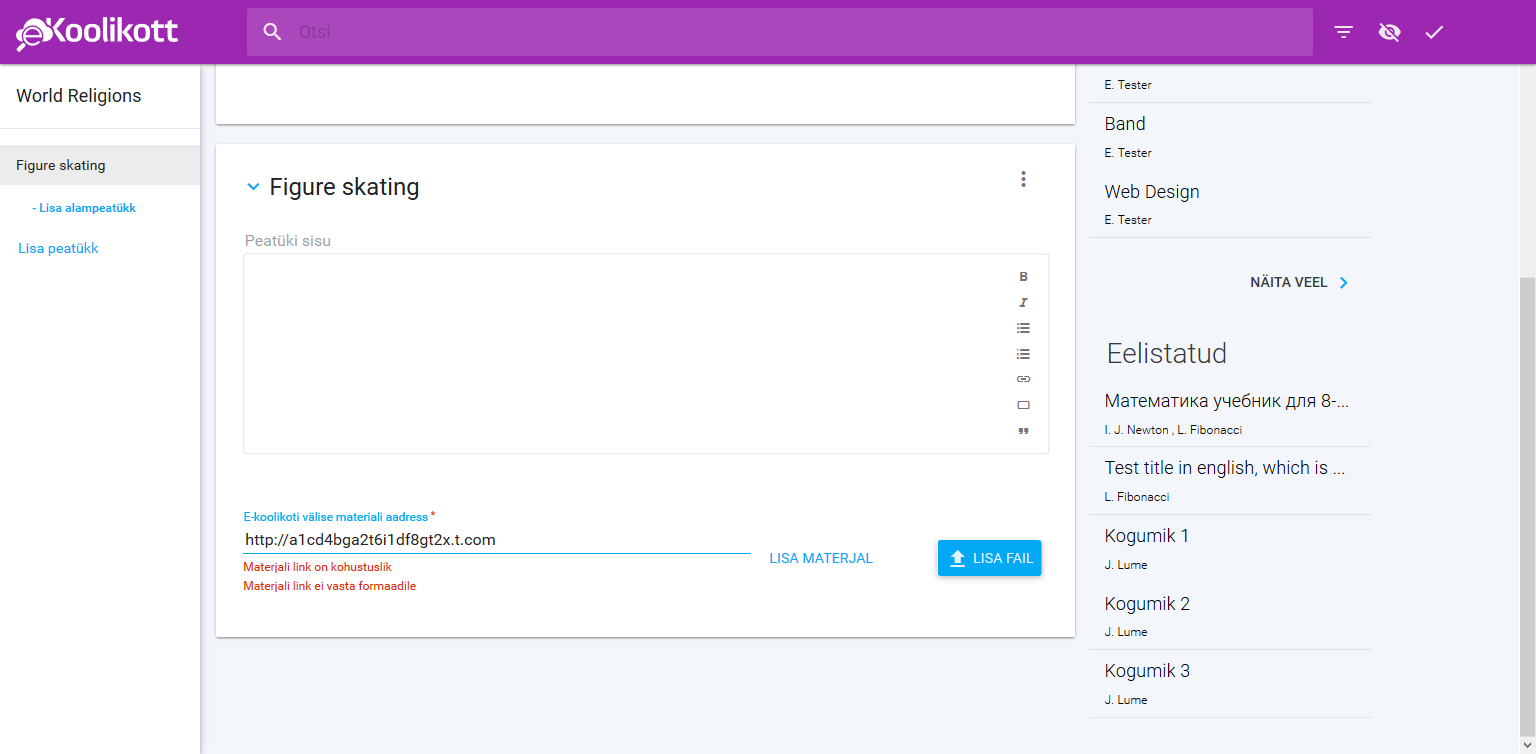 eKoolikott
Otsi
World Religions
Figure skating
- Lisa alampeatükk
Lisa peatükk
Figure skating
Peatüki sisu
B
I
E-koolikoti välise materiali aadress *
http://a1cd4bga2t6i1df8gt2x.t.com
Materjali link on kohustuslik
Materjali link ei vasta formaadile
LISA MATERJAL
LISA FAIL
E. Tester
Band
E. Tester
Web Design
E. Tester
NÄITA VEEL
Eelistatud
Математика учебник для 8-...
I. J. Newton , L. Fibonacci
Test title in english, which is ...
L. Fibonacci
Kogumik 1
J. Lume
Kogumik 2
J. Lume
Kogumik 3
J. Lume